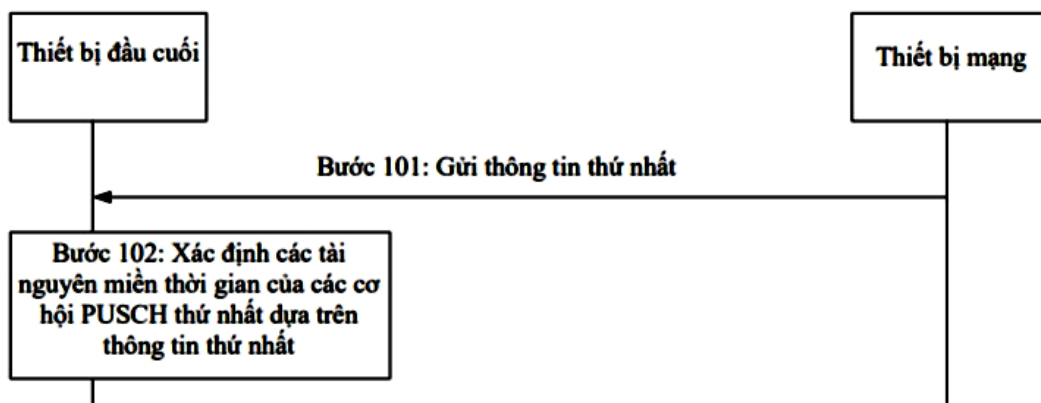 Thiết bị đầu cuối
Thiết bị mạng
Bước 101: Gửi thông tin thứ nhất
Bước 102: Xác định các tài
nguyên miền thời gian của các cơ
hội PUSCH thứ nhất dựa trên
thông tin thứ nhất